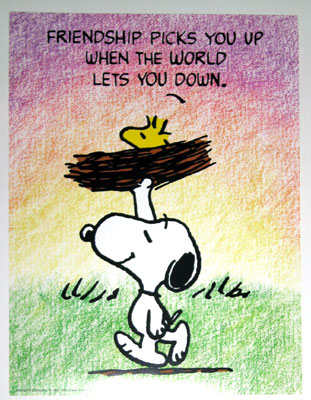 FRIENDSHIP PICKS YOU UP
WHEN THE WORLD
LETS YOU DOWN.